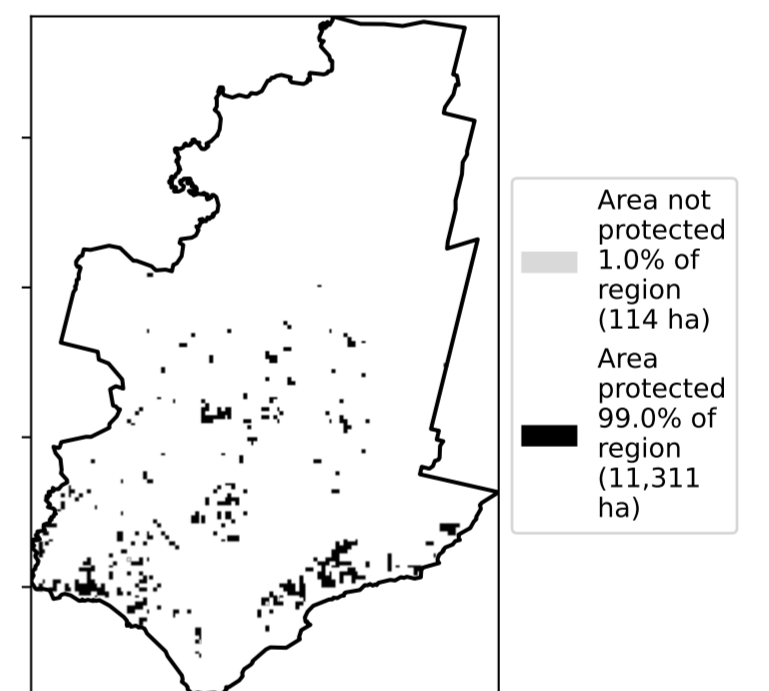 Area not
protected
1.0% of
region
(114 ha)
Area
protected
99.0% of
region
(11,311
ha)